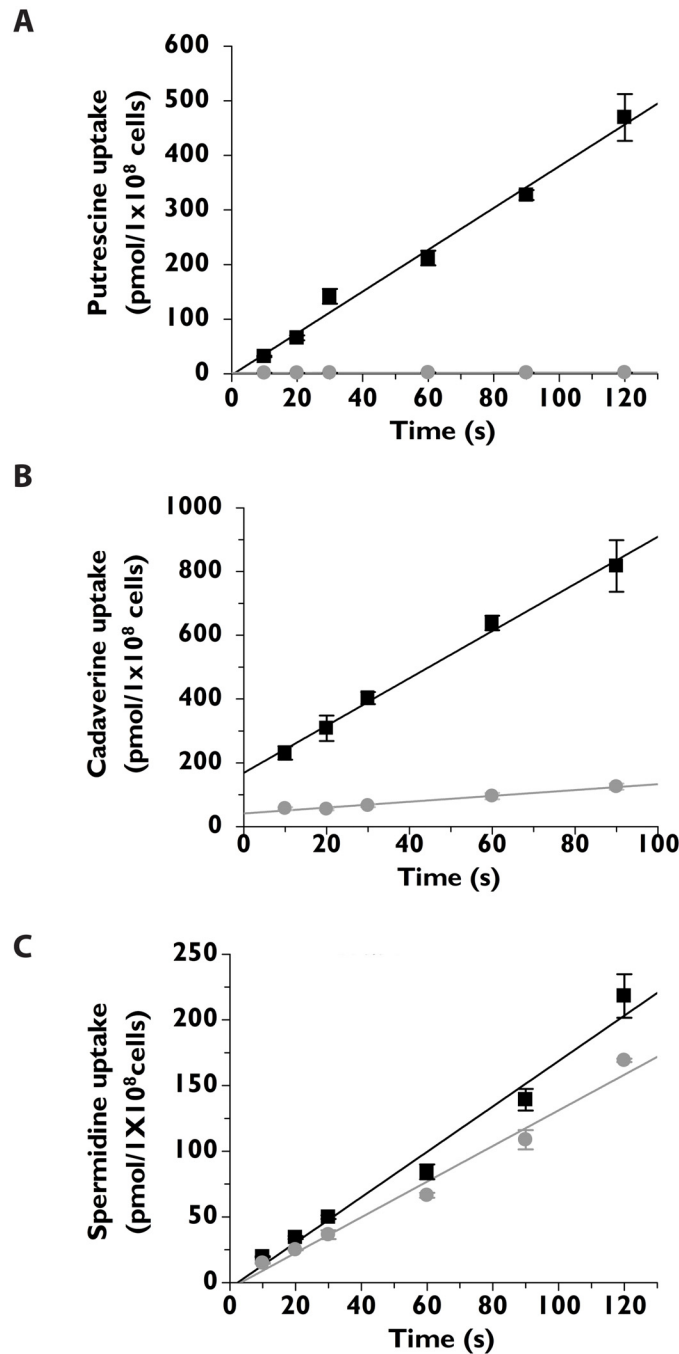 A
Putrescine uptake
(pmol/1x10⁸ cells)
600
500
400
300
200
100
0
0 20 40 60 80 100 120
Time (s)
B
Cadaverine uptake
(pmol/1x10⁸ cells)
1000
800
600
400
200
0
0 20 40 60 80 100
Time (s)
C
Spermidine uptake
(pmol/1X10⁸cells)
250
200
150
100
50
0
0 20 40 60 80 100 120
Time (s)